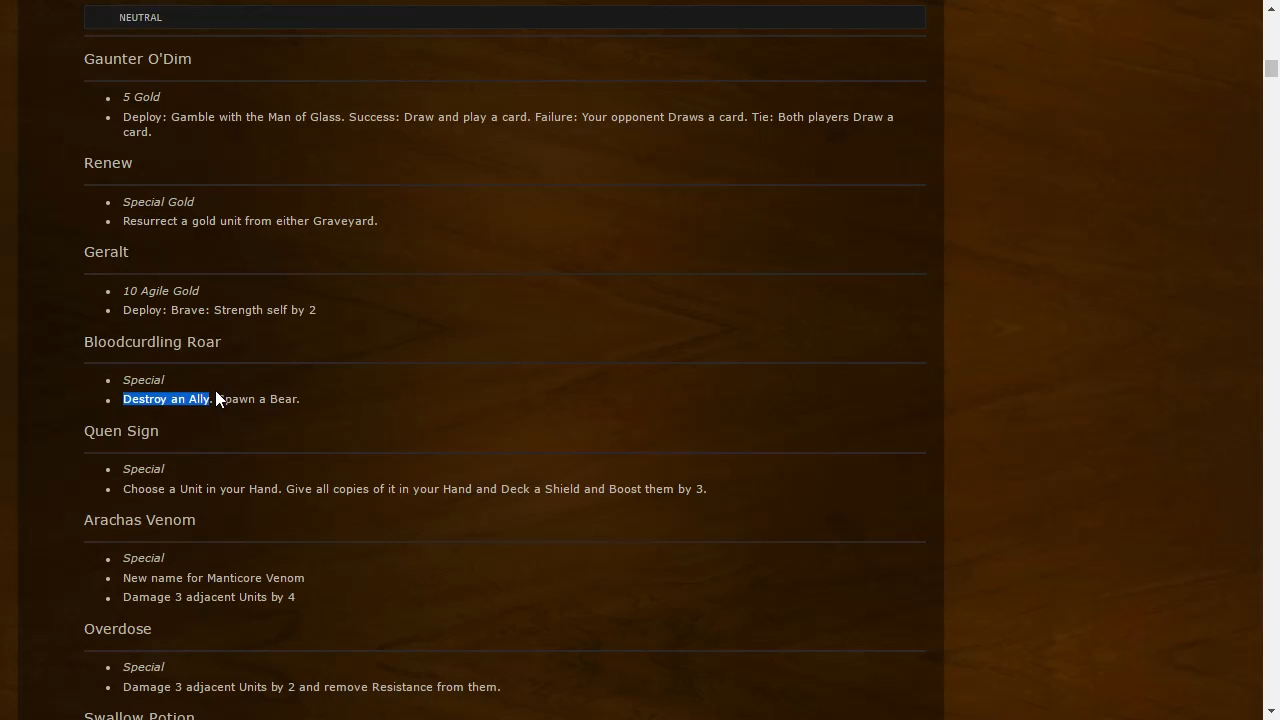 NEUTRAL
Gaunter O'Dim
5 Gold
Deploy: Gamble with the Man of Glass. Success: Draw and play a card. Failure: Your opponent Draws a card. Tie: Both players Draw a
card.
Renew
Special Gold
Resurrect a gold unit from either Graveyard.
Geralt
10 Agile Gold
Deploy: Brave: Strength self by 2
Bloodcurdling Roar
Special
Destroy an Ally. Spawn a Bear.
Quen Sign
Special
Choose a Unit in your Hand. Give all copies of it in your Hand and Deck a Shield and Boost them by 3.
Arachas Venom
Special
New name for Manticore Venom
Damage 3 adjacent Units by 4
Overdose
Special
Damage 3 adjacent Units by 2 and remove Resistance from them.
Swallow Potion